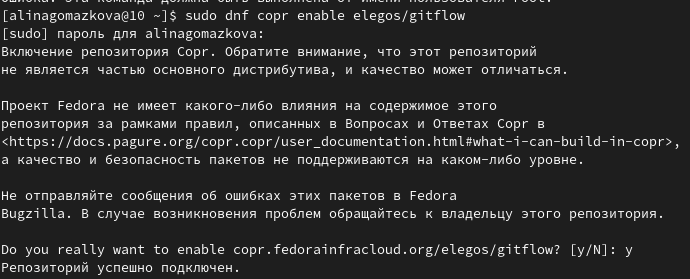 ошибка: эта команда должна быть выполнена от имени пользователя root.
[alinagomazkova@10 ~]$ sudo dnf copr enable elegos/gitflow
[sudo] пароль для alinagomazkova:
Включение репозитория Copr. Обратите внимание, что этот репозиторий
не является частью основного дистрибутива, и качество может отличаться.
Проект Fedora не имеет какого-либо влияния на содержимое этого
репозитория за рамками правил, описанных в Вопросах и Ответах Copr в
<https://docs.pagure.org/copr.copr/user_documentation.html#what-i-can-build-in-copr>,
а качество и безопасность пакетов не поддерживаются на каком-либо уровне.
Не отправляйте сообщения об ошибках этих пакетов в Fedora
Bugzilla. В случае возникновения проблем обращайтесь к владельцу этого репозитория.
Do you really want to enable copr.fedorainfracloud.org/elegos/gitflow? [y/N]: y
Репозиторий успешно подключен.